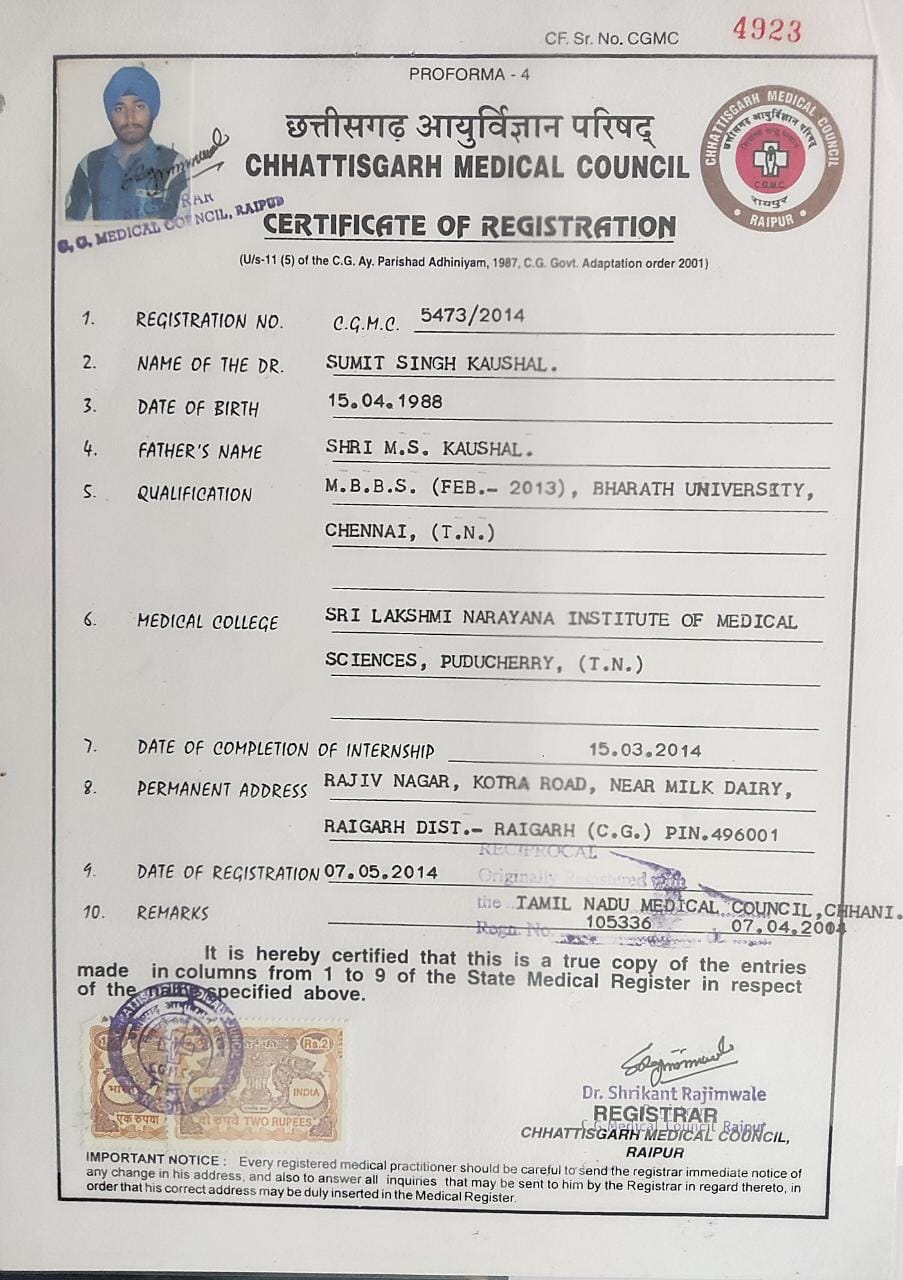 CF. Sr. No. CGMC 4923
PROFORMA - 4
छत्तीसगढ़ आयुर्विज्ञान परिषद्
CHHATTISGARH MEDICAL COUNCIL
CHHATTISGARH MEDICAL COUNCIL
छत्तीसगढ़ आयुर्विज्ञान परिषद्
C.G.M.C.
रायपुर
• RAIPUR •
REGISTRAR
C. G. MEDICAL COUNCIL, RAIPUR
CERTIFICATE OF REGISTRATION
(U/s-11 (5) of the C.G. Ay. Parishad Adhiniyam, 1987, C.G. Govt. Adaptation order 2001)
1. REGISTRATION NO. C.G.M.C. 5473/2014
2. NAME OF THE DR. SUMIT SINGH KAUSHAL.
3. DATE OF BIRTH 15.04.1988
4. FATHER'S NAME SHRI M.S. KAUSHAL.
5. QUALIFICATION M.B.B.S. (FEB.- 2013), BHARATH UNIVERSITY,
CHENNAI, (T.N.)
6. MEDICAL COLLEGE SRI LAKSHMI NARAYANA INSTITUTE OF MEDICAL
SCIENCES, PUDUCHERRY, (T.N.)
7. DATE OF COMPLETION OF INTERNSHIP 15.03.2014
8. PERMANENT ADDRESS RAJIV NAGAR, KOTRA ROAD, NEAR MILK DAIRY,
RAIGARH DIST.- RAIGARH (C.G.) PIN.496001
RECIPROCAL
9. DATE OF REGISTRATION 07.05.2014 Originally Registered with
the TAMIL NADU MEDICAL COUNCIL,CHHANI.
10. REMARKS Regn. No. 105336 dt. 07.04.2004
It is hereby certified that this is a true copy of the entries
made in columns from 1 to 9 of the State Medical Register in respect
of the name specified above.
Rs.2
INDIA
एक रुपया
दो रुपये TWO RUPEES
C G M C
Dr. Shrikant Rajimwale
REGISTRAR
C.G. Medical Council Raipur
CHHATTISGARH MEDICAL COUNCIL,
RAIPUR
IMPORTANT NOTICE : Every registered medical practitioner should be careful to send the registrar immediate notice of
any change in his address, and also to answer all inquiries that may be sent to him by the Registrar in regard thereto, in
order that his correct address may be duly inserted in the Medical Register.